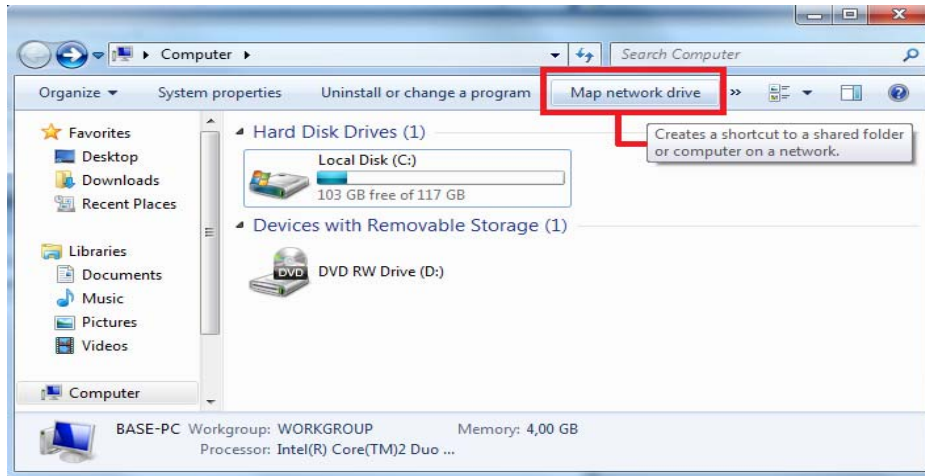 Computer
Search Computer
Organize
System properties
Uninstall or change a program
Map network drive
»
Creates a shortcut to a shared folder
or computer on a network.
Favorites
Desktop
Downloads
Recent Places
Libraries
Documents
Music
Pictures
Videos
Computer
Hard Disk Drives (1)
Local Disk (C:)
103 GB free of 117 GB
Devices with Removable Storage (1)
DVD
DVD RW Drive (D:)
BASE-PC Workgroup: WORKGROUP Memory: 4,00 GB
Processor: Intel(R) Core(TM)2 Duo ...